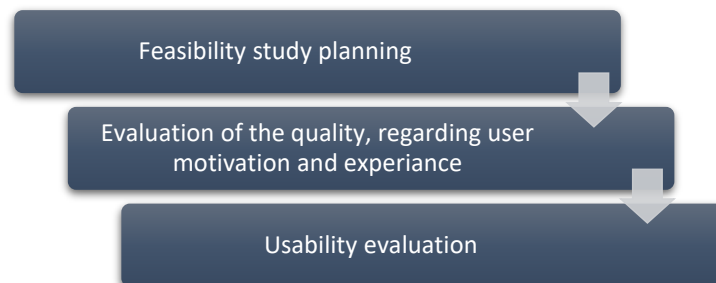 Feasibility study planning
Evaluation of the quality, regarding user
motivation and experiance
Usability evaluation